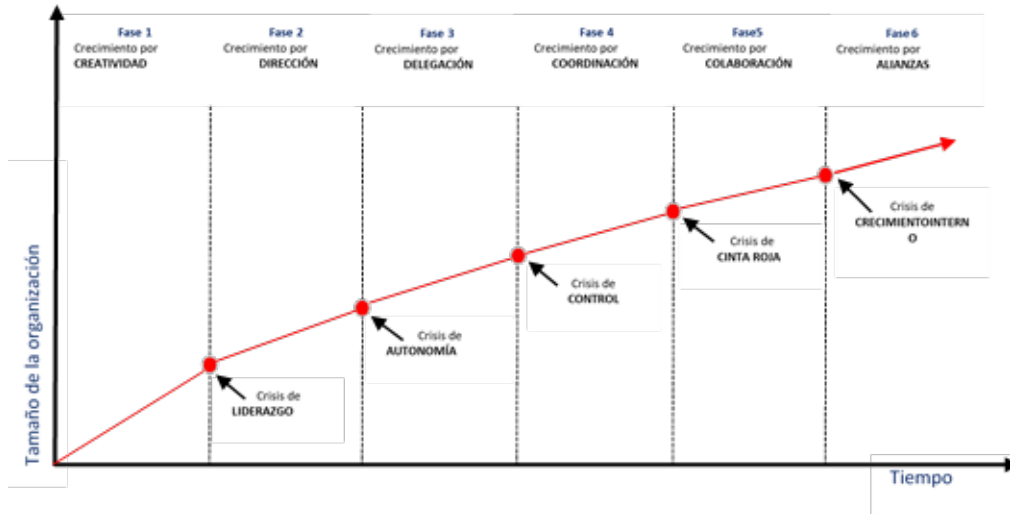 Fase 1
Crecimiento por
CREATIVIDAD
Fase 2
Crecimiento por
DIRECCIÓN
Fase 3
Crecimiento por
DELEGACIÓN
Fase 4
Crecimiento por
COORDINACIÓN
Fase5
Crecimiento por
COLABORACIÓN
Fase6
Crecimiento por
ALIANZAS
Crisis de
CRECIMIENTOINTERN
O
Crisis de
CINTA ROJA
Crisis de
CONTROL
Crisis de
AUTONOMÍA
Crisis de
LIDERAZGO
Tamaño de la organización
Tiempo